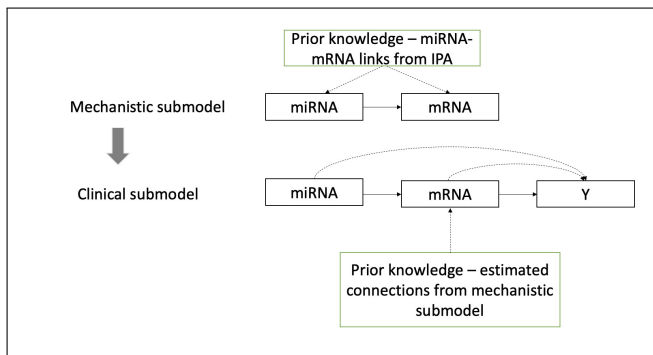 Prior knowledge – miRNA-
mRNA links from IPA
Mechanistic submodel
miRNA
mRNA
Clinical submodel
miRNA
mRNA
Y
Prior knowledge – estimated
connections from mechanistic
submodel